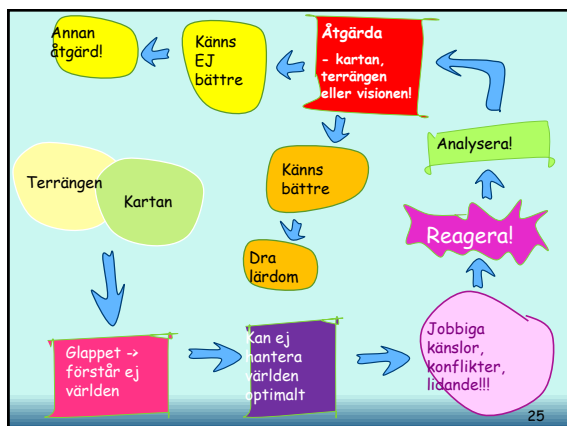 Annan
åtgärd!
Känns
EJ
bättre
Åtgärda
- kartan,
terrängen
eller visionen!
Analysera!
Känns
bättre
Terrängen
Kartan
Reagera!
Dra
lärdom
Glappet ->
förstår ej
världen
Kan ej
hantera
världen
optimalt
Jobbiga
känslor,
konflikter,
lidande!!!
25